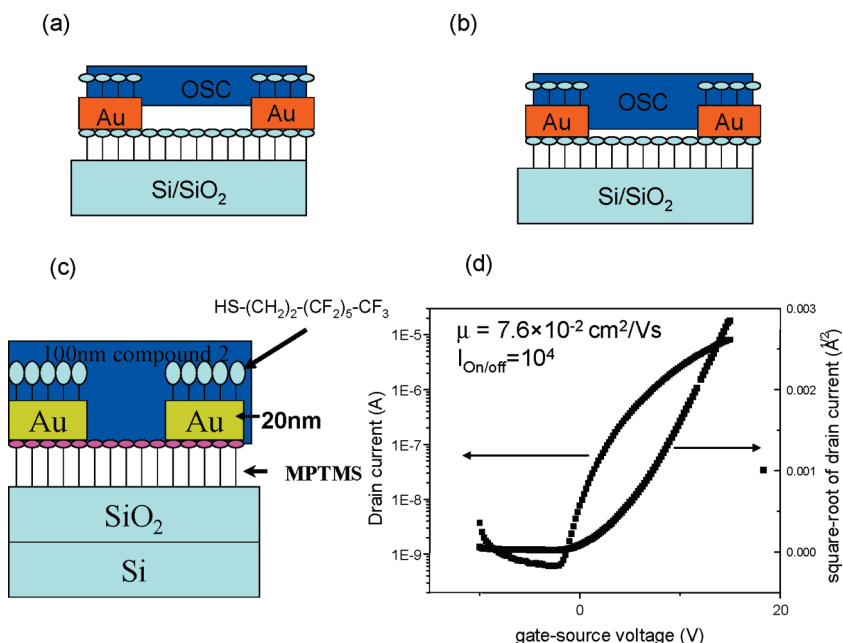 (a)
OSC
Au Au
Si/SiO₂
(b)
OSC
Au Au
Si/SiO₂
(c)
HS-(CH₂)₂-(CF₂)₅-CF₃
100nm compound 2
Au Au
20nm
MPTMS
SiO₂
Si
(d)
μ = 7.6×10⁻² cm²/Vs
I_On/off=10⁴
1E-5
1E-6
1E-7
1E-8
1E-9
Drain current (A)
0.003
0.002
0.001
0.000
square-root of drain current (A^1/2)
0 20
gate-source voltage (V)